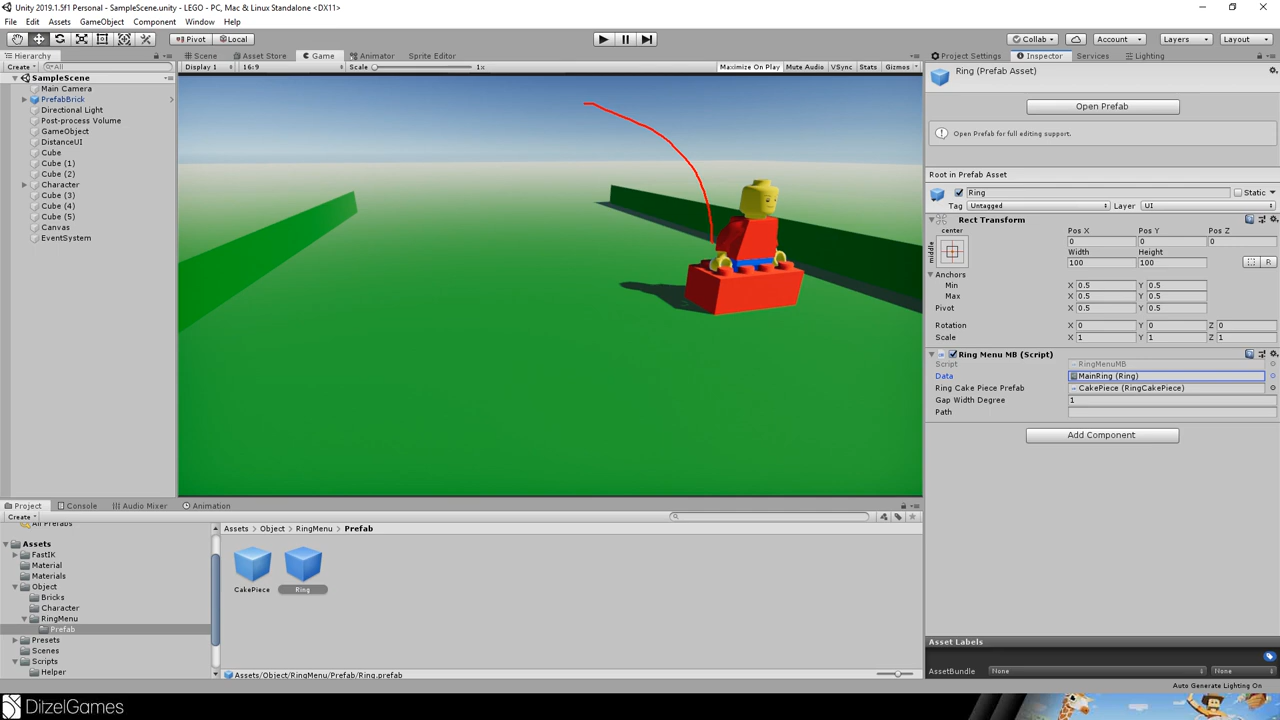 Unity 2019.1.5f1 Personal - SampleScene.unity - LEGO - PC, Mac & Linux Standalone <DX11>
File Edit Assets GameObject Component Window Help
Pivot Local Collab Account Layers Layout
Hierarchy Scene Asset Store Game Animator Sprite Editor Project Settings Inspector Services Lighting
Create All Display 1 16:9 Scale 1x Maximize On Play Mute Audio VSync Stats Gizmos
SampleScene
Main Camera
PrefabBrick
Directional Light
Post-process Volume
GameObject
DistanceUI
Cube
Cube (1)
Cube (2)
Character
Cube (3)
Cube (4)
Cube (5)
Canvas
EventSystem
Ring (Prefab Asset)
Open Prefab
Open Prefab for full editing support.
Root in Prefab Asset
Ring Static
Tag Untagged Layer UI
Rect Transform
center Pos X Pos Y Pos Z
middle 0 0 0
Width Height
100 100 R
Anchors
Min X 0.5 Y 0.5
Max X 0.5 Y 0.5
Pivot X 0.5 Y 0.5
Rotation X 0 Y 0 Z 0
Scale X 1 Y 1 Z 1
Ring Menu MB (Script)
Script RingMenuMB
Data MainRing (Ring)
Ring Cake Piece Prefab CakePiece (RingCakePiece)
Gap Width Degree 1
Path
Add Component
Asset Labels
AssetBundle None None
Auto Generate Lighting On
Project Console Audio Mixer Animation
Create
All Prefabs
Assets
FastIK
Material
Materials
Object
Bricks
Character
RingMenu
Prefab
Presets
Scenes
Scripts
Helper
Assets Object RingMenu Prefab
CakePiece Ring
Assets/Object/RingMenu/Prefab/Ring.prefab
DitzelGames